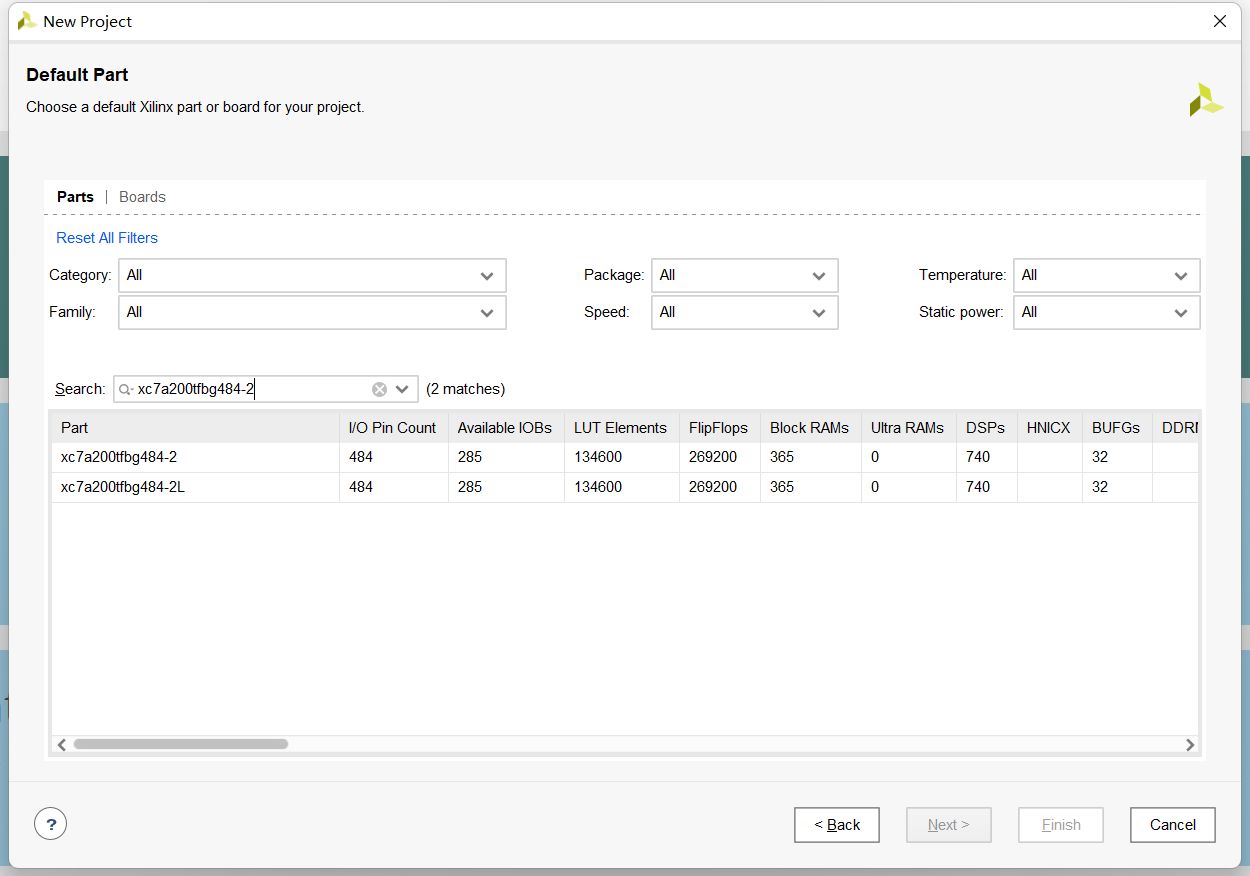 New Project
Default Part
Choose a default Xilinx part or board for your project.
Parts | Boards
Reset All Filters
Category: All Package: All Temperature: All
Family: All Speed: All Static power: All
Search: xc7a200tfbg484-2 (2 matches)
Part I/O Pin Count Available IOBs LUT Elements FlipFlops Block RAMs Ultra RAMs DSPs HNICX BUFGs
xc7a200tfbg484-2 484 285 134600 269200 365 0 740 32
xc7a200tfbg484-2L 484 285 134600 269200 365 0 740 32
? < Back Next > Finish Cancel